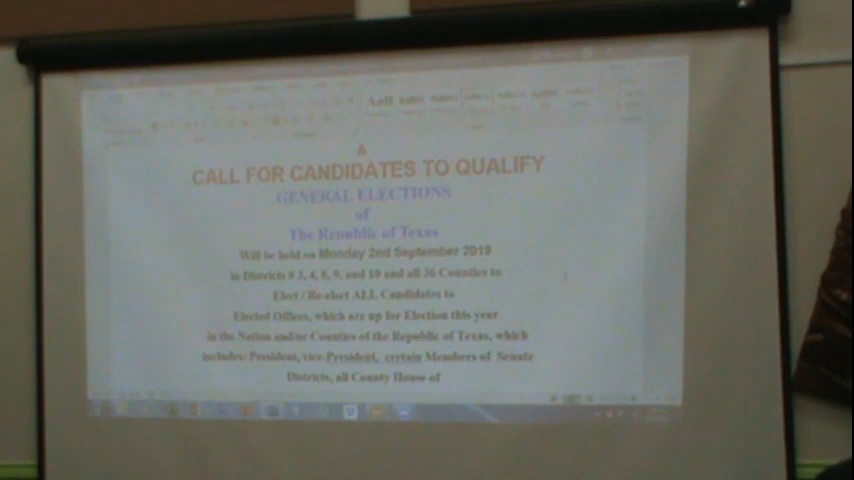 &
CALL FOR CANDIDATES TO QUALIFY
GENERAL ELECTIONS
of
The Republic of Texas
Will be held on Monday 2nd September 2019
in Districts # 3, 4, 8, 9, and 10 and all 36 Counties to
Elect / Re-elect ALL Candidates to
Elected Offices, which are up for Election this year
in the Nation and/or Counties of the Republic of Texas, which
includes: President, vice President, certain Members of Senate
Districts, all County House of